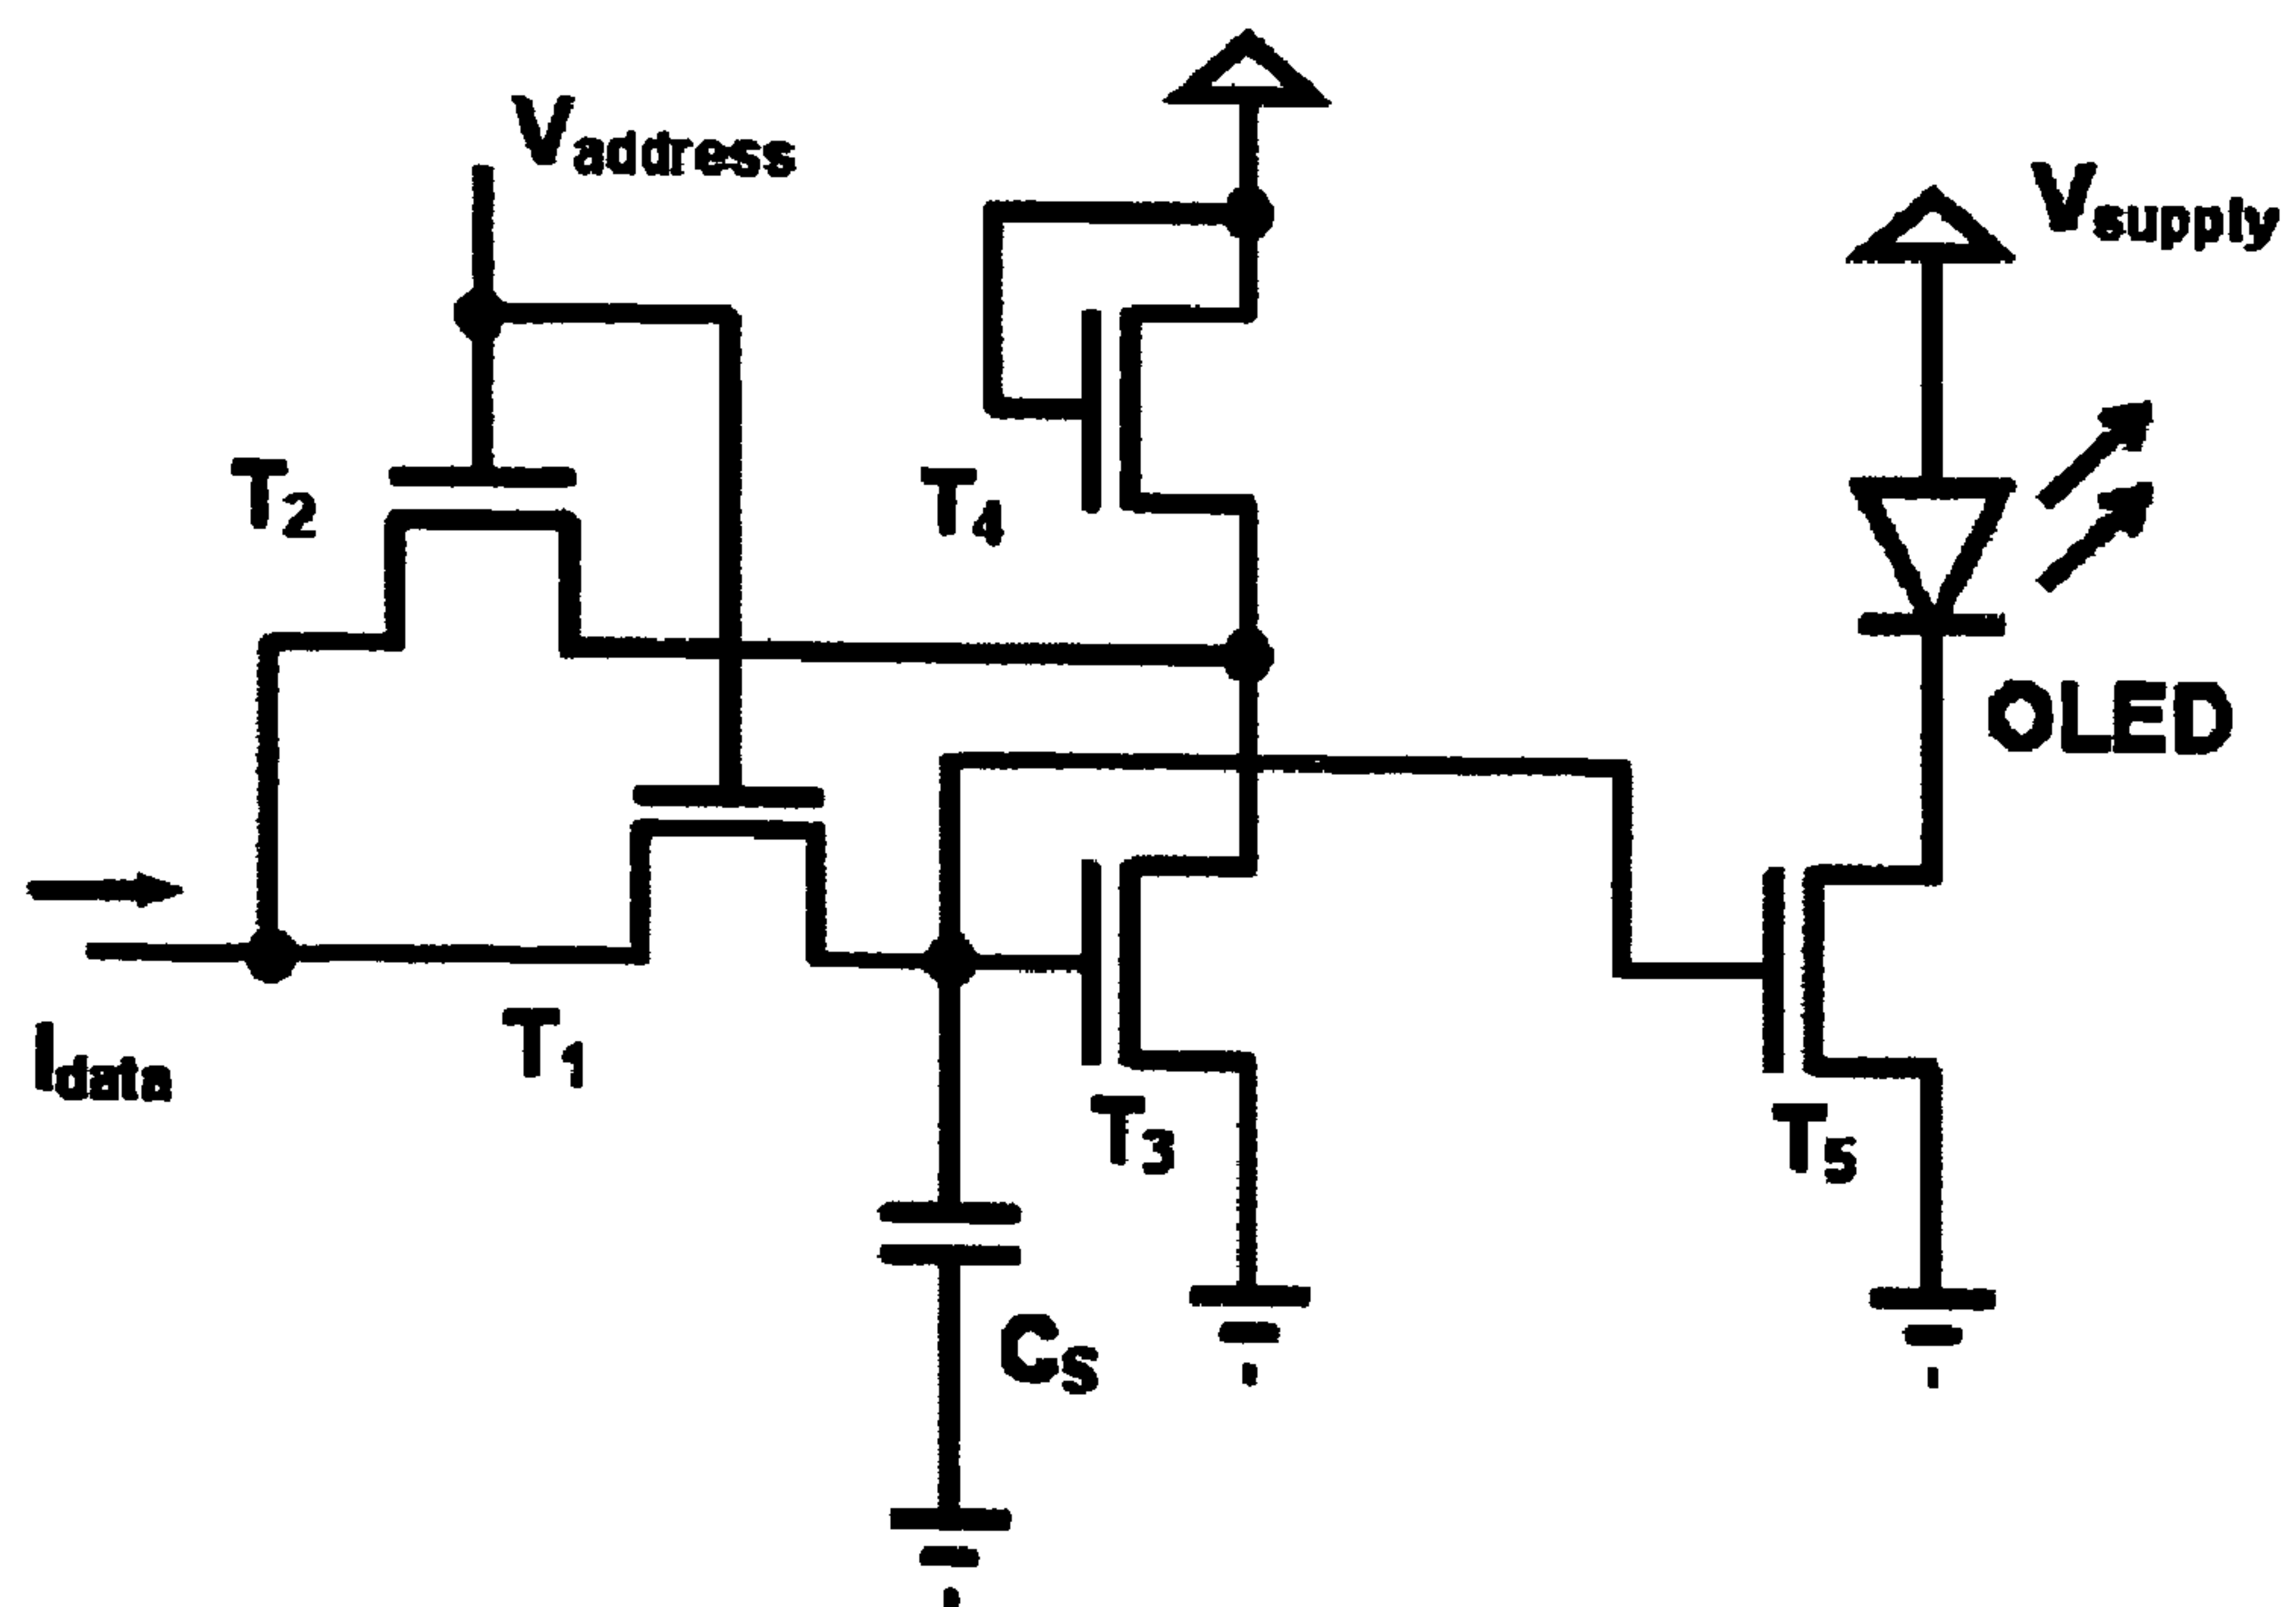 Vaddress
Vsupply
T2
T4
OLED
Idata
T1
T3
T5
Cs